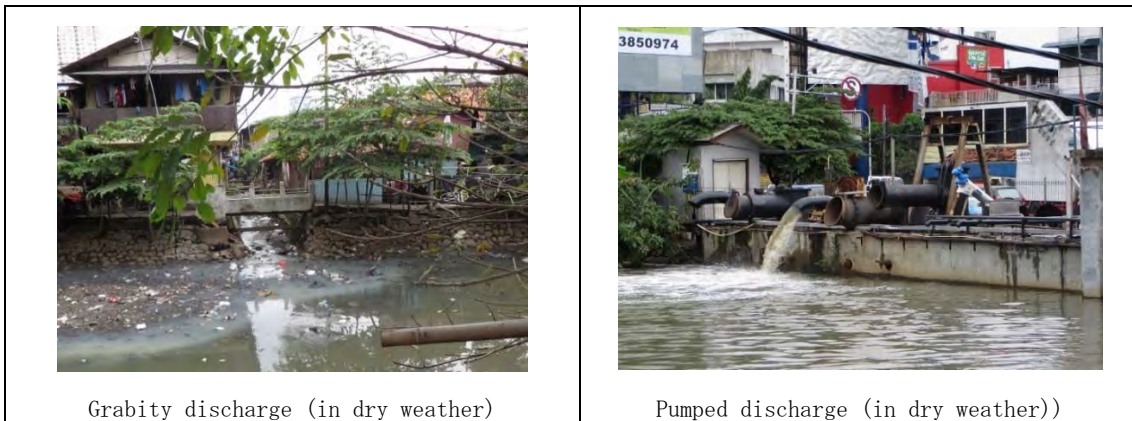 3850974
Grabity discharge (in dry weather)
Pumped discharge (in dry weather))